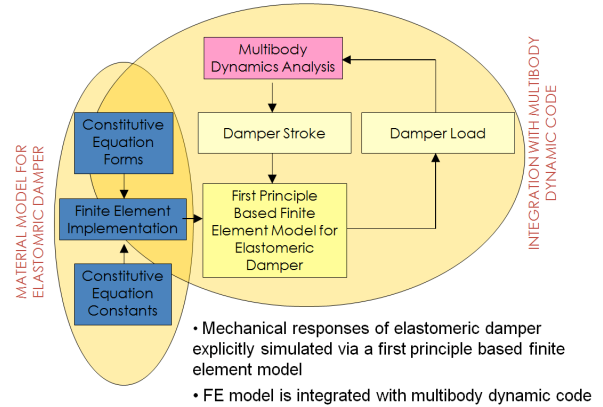 Multibody
Dynamics Analysis
Constitutive
Equation
Forms
Damper Stroke
Damper Load
Finite Element
Implementation
First Principle
Based Finite
Element Model for
Elastomeric
Damper
Constitutive
Equation
Constants
MATERIAL MODEL FOR
ELASTOMRIC DAMPER
INTEGRATION WITH MULTIBODY
DYNAMIC CODE
• Mechanical responses of elastomeric damper
explicitly simulated via a first principle based finite
element model
• FE model is integrated with multibody dynamic code